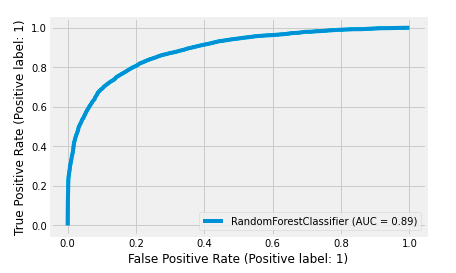 True Positive Rate (Positive label: 1)
1.0
0.8
0.6
0.4
0.2
0.0
RandomForestClassifier (AUC = 0.89)
0.0 0.2 0.4 0.6 0.8 1.0
False Positive Rate (Positive label: 1)